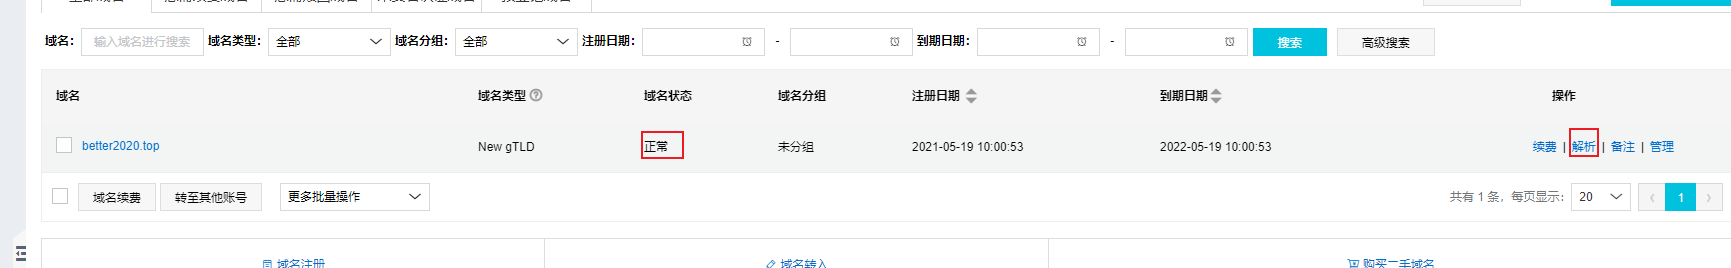 域名： 输入域名进行搜索 域名类型： 全部 域名分组： 全部 注册日期： - 到期日期： - 搜索 高级搜索
域名 域名类型 ? 域名状态 域名分组 注册日期 到期日期 操作
better2020.top New gTLD 正常 未分组 2021-05-19 10:00:53 2022-05-19 10:00:53 续费 | 解析 | 备注 | 管理
域名续费 转至其他账号 更多批量操作 共有 1 条，每页显示： 20 ‹ 1 ›
域名注册 域名转入 购买二手域名